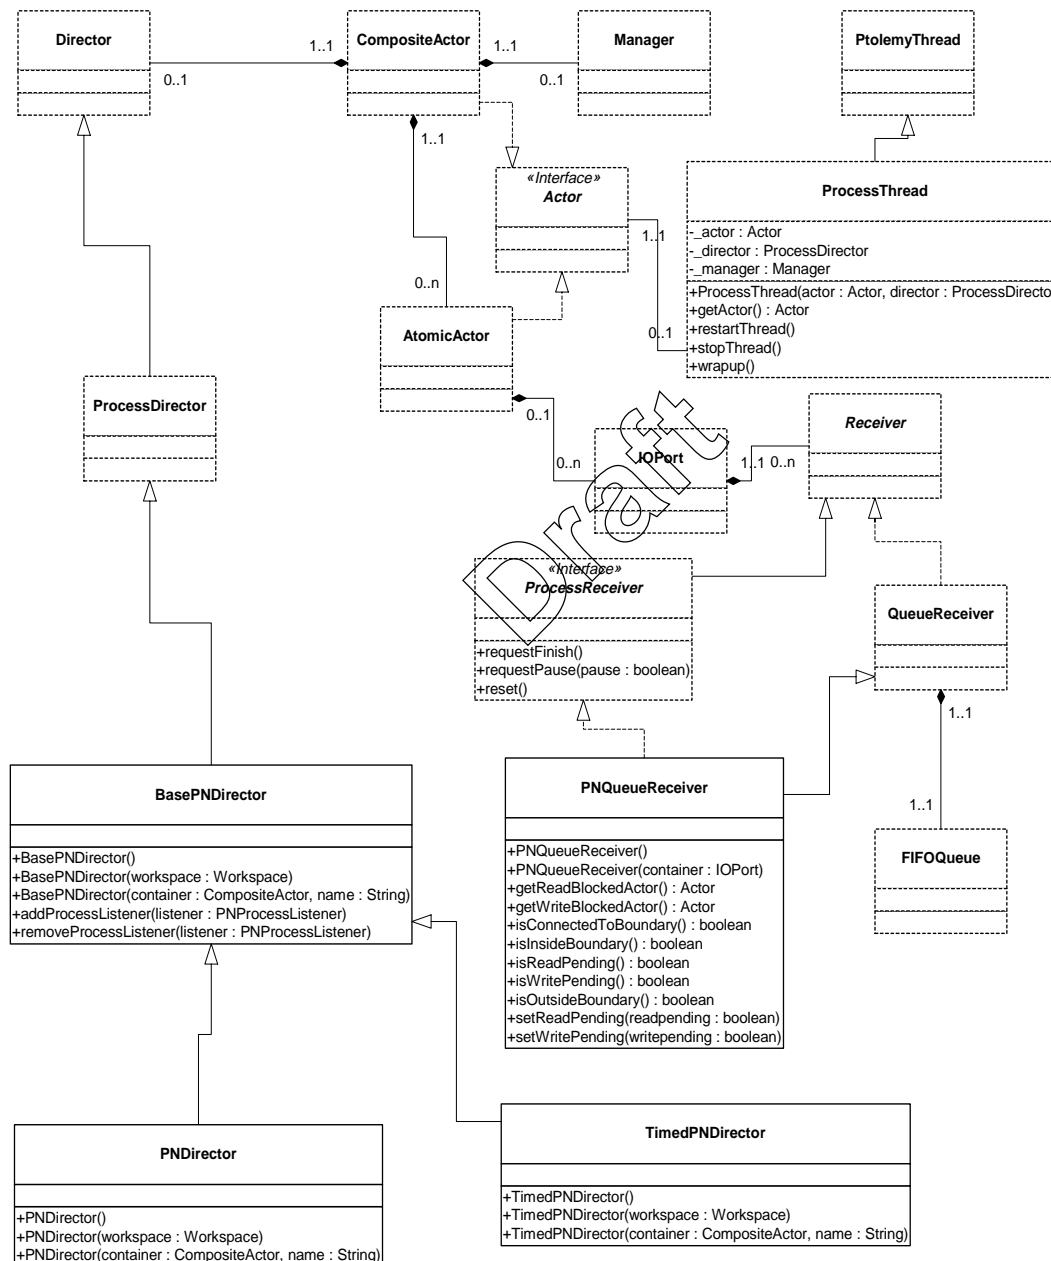 Director
CompositeActor
Manager
PtolemyThread
1..1
0..1
1..1
0..1
1..1
«Interface»
Actor
1..1
0..1
ProcessThread
-_actor : Actor
-_director : ProcessDirector
-_manager : Manager
+ProcessThread(actor : Actor, director : ProcessDirecto
+getActor() : Actor
+restartThread()
+stopThread()
+wrapup()
0..n
AtomicActor
0..1
0..n
ProcessDirector
IOPort
1..1
0..n
Receiver
Draft
«Interface»
ProcessReceiver
+requestFinish()
+requestPause(pause : boolean)
+reset()
QueueReceiver
1..1
1..1
FIFOQueue
BasePNDirector
+BasePNDirector()
+BasePNDirector(workspace : Workspace)
+BasePNDirector(container : CompositeActor, name : String)
+addProcessListener(listener : PNProcessListener)
+removeProcessListener(listener : PNProcessListener)
PNQueueReceiver
+PNQueueReceiver()
+PNQueueReceiver(container : IOPort)
+getReadBlockedActor() : Actor
+getWriteBlockedActor() : Actor
+isConnectedToBoundary() : boolean
+isInsideBoundary() : boolean
+isReadPending() : boolean
+isWritePending() : boolean
+isOutsideBoundary() : boolean
+setReadPending(readpending : boolean)
+setWritePending(writepending : boolean)
PNDirector
+PNDirector()
+PNDirector(workspace : Workspace)
+PNDirector(container : CompositeActor, name : String)
TimedPNDirector
+TimedPNDirector()
+TimedPNDirector(workspace : Workspace)
+TimedPNDirector(container : CompositeActor, name : String)